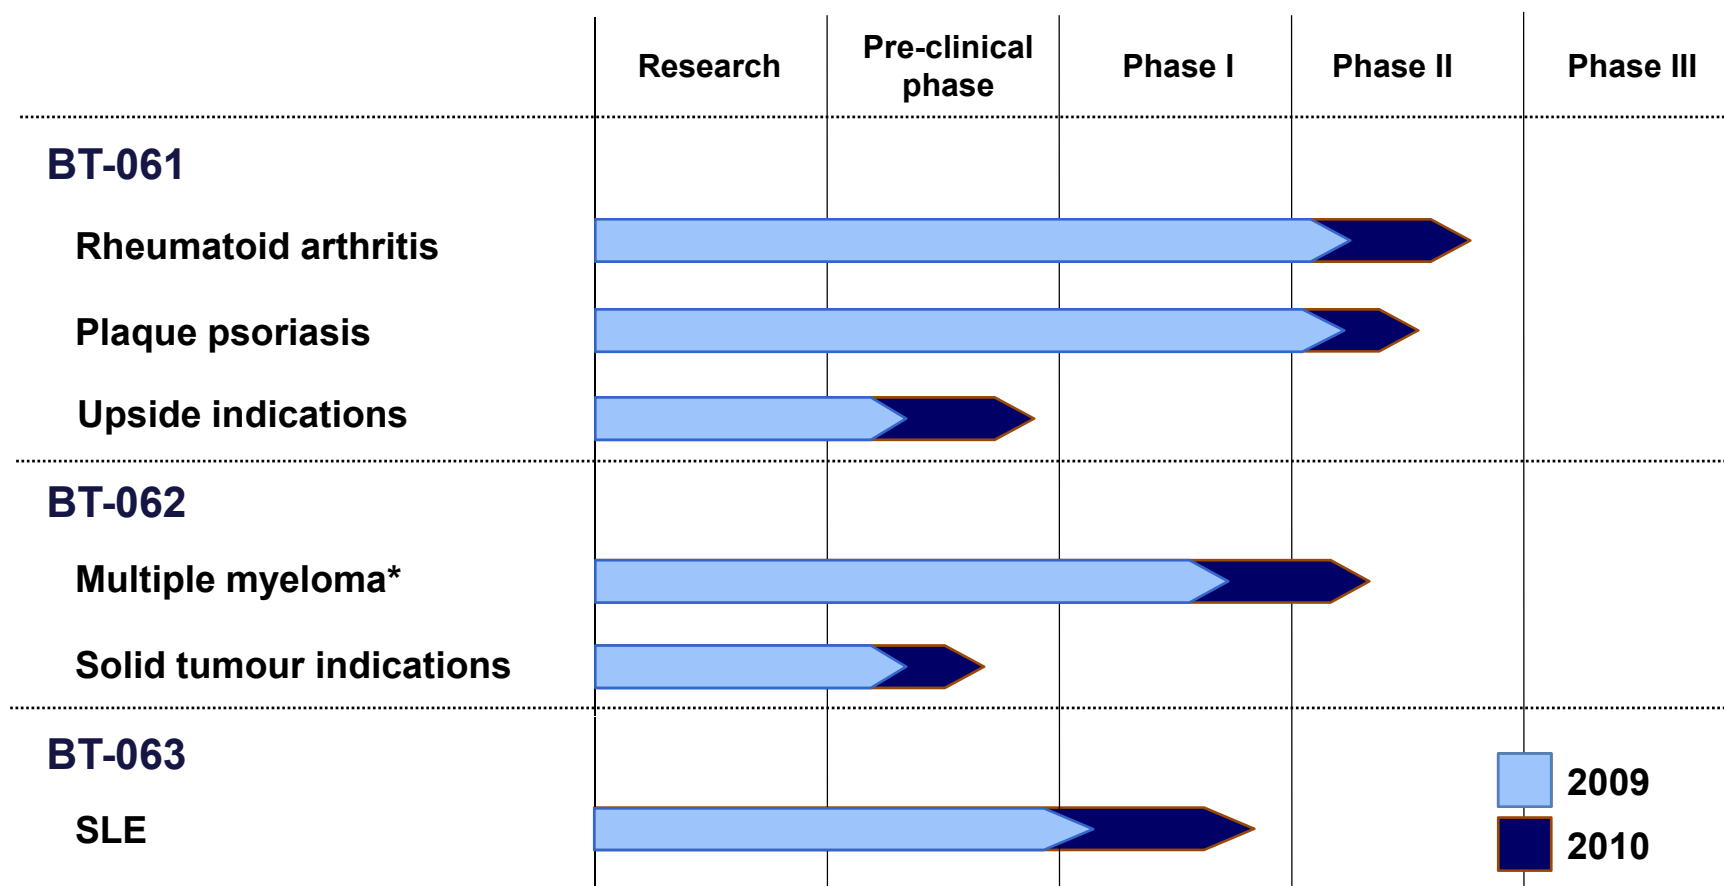 Research
Pre-clinical
phase
Phase I
Phase II
Phase III
BT-061
Rheumatoid arthritis
Plaque psoriasis
Upside indications
BT-062
Multiple myeloma*
Solid tumour indications
BT-063
SLE
2009
2010